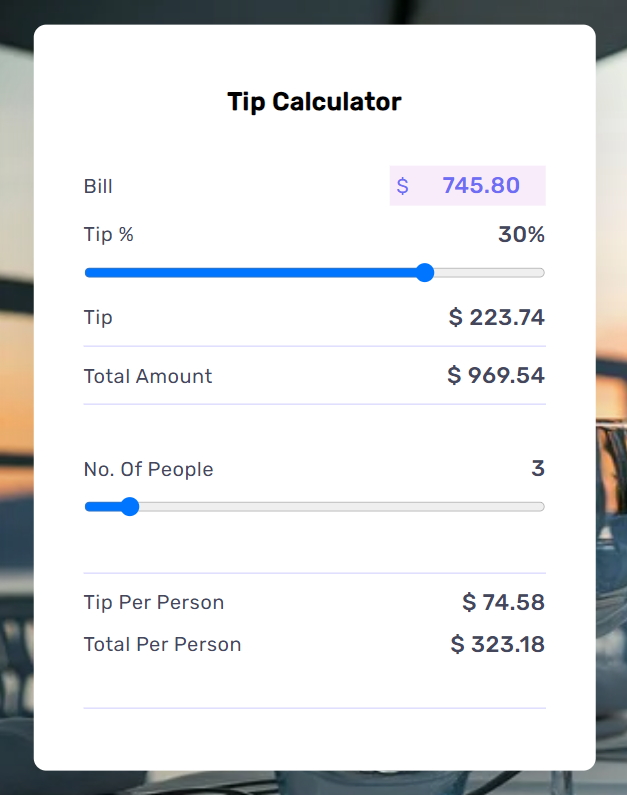 Tip Calculator
Bill $ 745.80
Tip % 30%
Tip $ 223.74
Total Amount $ 969.54
No. Of People 3
Tip Per Person $ 74.58
Total Per Person $ 323.18